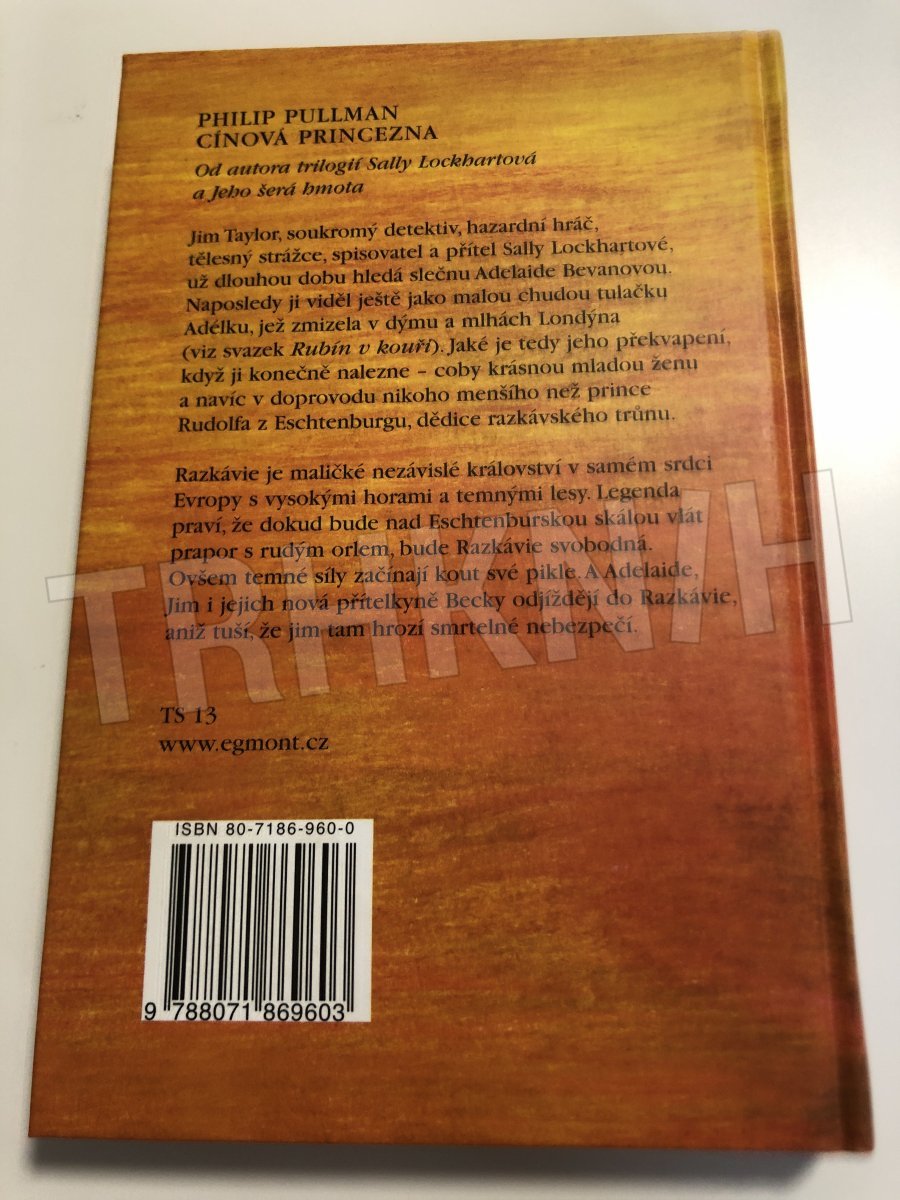 PHILIP PULLMAN
CÍNOVÁ PRINCEZNA
Od autora trilogií Sally Lockhartová
a Jeho šerá hmota
Jim Taylor, soukromý detektiv, hazardní hráč,
tělesný strážce, spisovatel a přítel Sally Lockhartové,
už dlouhou dobu hledá slečnu Adelaide Bevanovou.
Naposledy ji viděl ještě jako malou chudou tulačku
Adélku, jež zmizela v dýmu a mlhách Londýna
(viz svazek Rubín v kouři). Jaké je tedy jeho překvapení,
když ji konečně nalezne – coby krásnou mladou ženu
a navíc v doprovodu nikoho menšího než prince
Rudolfa z Eschtenburgu, dědice razkávského trůnu.
Razkávie je maličké nezávislé království v samém srdci
Evropy s vysokými horami a temnými lesy. Legenda
praví, že dokud bude nad Eschtenburskou skálou vlát
prapor s rudým orlem, bude Razkávie svobodná.
Ovšem temné síly začínají kout své pikle. A Adelaide,
Jim i jejich nová přítelkyně Becky odjíždějí do Razkávie,
aniž tuší, že jim tam hrozí smrtelné nebezpečí.
TS 13
www.egmont.cz
ISBN 80-7186-960-0
9 788071 869603